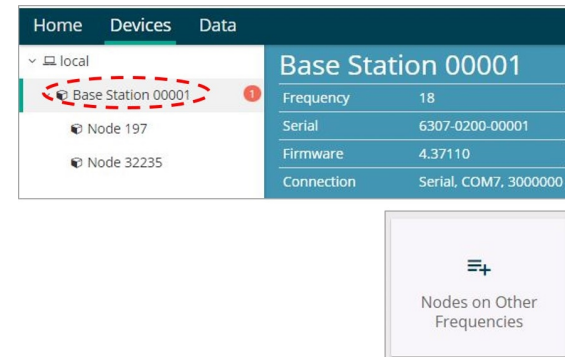 Home Devices Data
local
Base Station 00001 1
Node 197
Node 32235
Base Station 00001
Frequency 18
Serial 6307-0200-00001
Firmware 4.37110
Connection Serial, COM7, 3000000
Nodes on Other
Frequencies